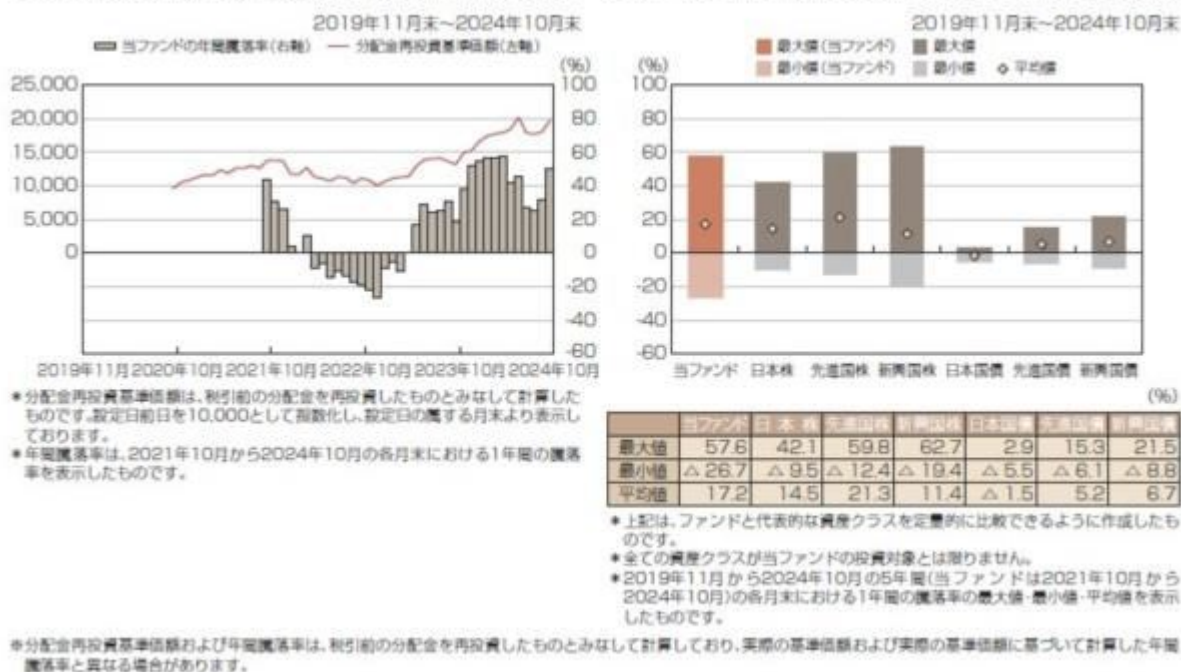 2019年11月末～2024年10月末
当ファンドの年間騰落率(右軸)
分配金再投資基準価額(左軸)
(%)
25,000
20,000
15,000
10,000
5,000
0
100
80
60
40
20
0
-20
-40
-60
2019年11月 2020年10月 2021年10月 2022年10月 2023年10月 2024年10月
*分配金再投資基準価額は、税引前の分配金を再投資したものとみなして計算した
ものです。設定日前日を10,000として指数化し、設定日の属する月末より表示し
ております。
*年間騰落率は、2021年10月から2024年10月の各月末における1年間の騰落
率を表示したものです。
2019年11月末～2024年10月末
最大値(当ファンド) 最大値
最小値(当ファンド) 最小値 平均値
(%)
100
80
60
40
20
0
-20
-40
-60
当ファンド 日本株 先進国株 新興国株 日本国債 先進国債 新興国債
(%)
当ファンド 日本株 先進国株 新興国株 日本国債 先進国債 新興国債
最大値 57.6 42.1 59.8 62.7 2.9 15.3 21.5
最小値 △26.7 △9.5 △12.4 △19.4 △5.5 △6.1 △8.8
平均値 17.2 14.5 21.3 11.4 △1.5 5.2 6.7
*上記は、ファンドと代表的な資産クラスを定量的に比較できるように作成したも
のです。
*全ての資産クラスが当ファンドの投資対象とは限りません。
*2019年11月から2024年10月の5年間(当ファンドは2021年10月から
2024年10月)の各月末における1年間の騰落率の最大値・最小値・平均値を表示
したものです。
※分配金再投資基準価額および年間騰落率は、税引前の分配金を再投資したものとみなして計算しており、実際の基準価額および実際の基準価額に基づいて計算した年間
騰落率と異なる場合があります。